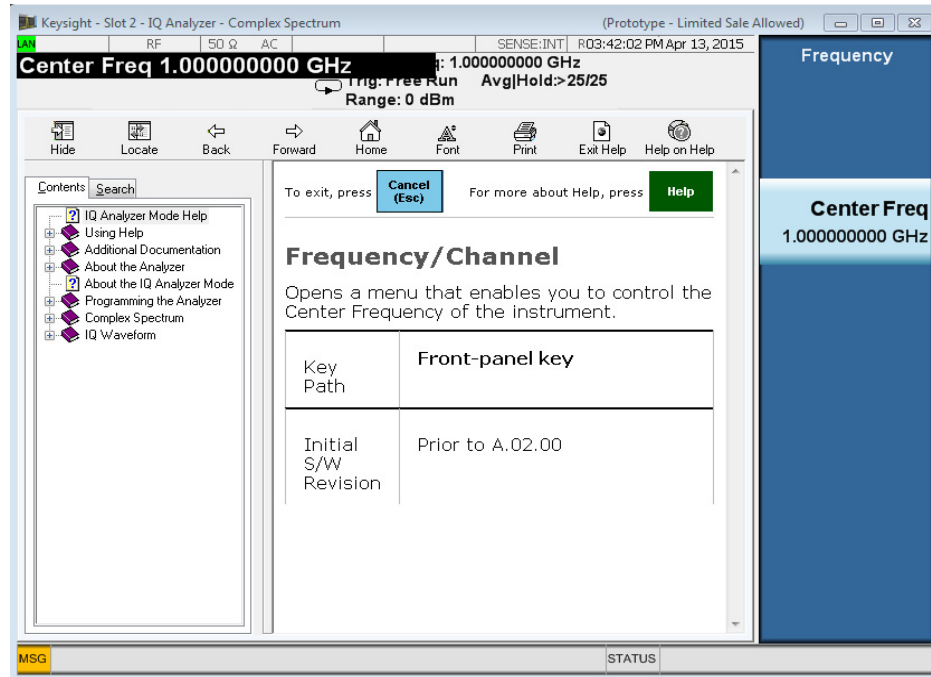 Keysight - Slot 2 - IQ Analyzer - Complex Spectrum (Prototype - Limited Sale Allowed)
LAN RF 50 Ω AC SENSE:INT R03:42:02 PM Apr 13, 2015
Center Freq 1.000000000 GHz q: 1.000000000 GHz
Trig: Free Run Avg|Hold:>25/25
Range: 0 dBm
Frequency
Hide Locate Back Forward Home Font Print Exit Help Help on Help
Contents Search
IQ Analyzer Mode Help
Using Help
Additional Documentation
About the Analyzer
About the IQ Analyzer Mode
Programming the Analyzer
Complex Spectrum
IQ Waveform
To exit, press Cancel (Esc) For more about Help, press Help
Frequency/Channel
Opens a menu that enables you to control the
Center Frequency of the instrument.
Key Path Front-panel key
Initial S/W Revision Prior to A.02.00
Center Freq
1.000000000 GHz
MSG STATUS